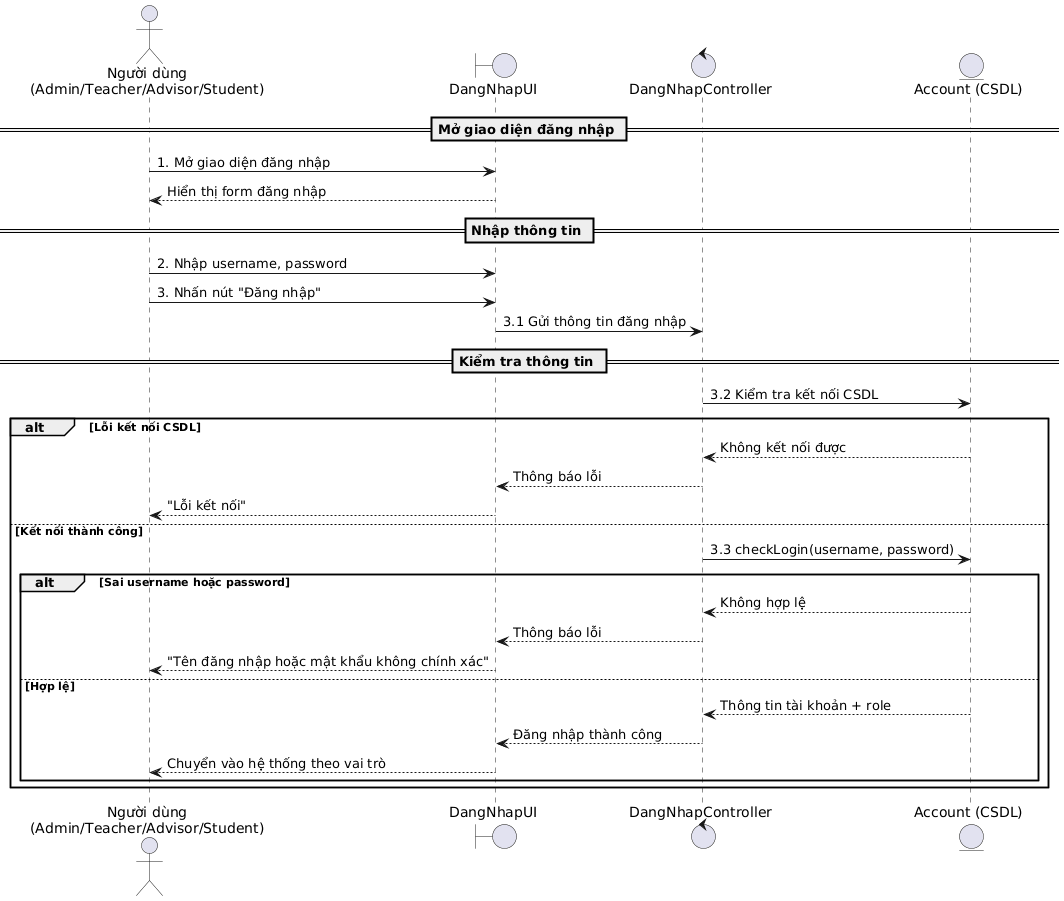 Người dùng
(Admin/Teacher/Advisor/Student)
DangNhapUI
DangNhapController
Account (CSDL)
Mở giao diện đăng nhập
1. Mở giao diện đăng nhập
Hiển thị form đăng nhập
Nhập thông tin
2. Nhập username, password
3. Nhấn nút "Đăng nhập"
3.1 Gửi thông tin đăng nhập
Kiểm tra thông tin
3.2 Kiểm tra kết nối CSDL
alt [Lỗi kết nối CSDL]
Không kết nối được
Thông báo lỗi
"Lỗi kết nối"
[Kết nối thành công]
3.3 checkLogin(username, password)
alt [Sai username hoặc password]
Không hợp lệ
Thông báo lỗi
"Tên đăng nhập hoặc mật khẩu không chính xác"
[Hợp lệ]
Thông tin tài khoản + role
Đăng nhập thành công
Chuyển vào hệ thống theo vai trò
Người dùng
(Admin/Teacher/Advisor/Student)
DangNhapUI
DangNhapController
Account (CSDL)